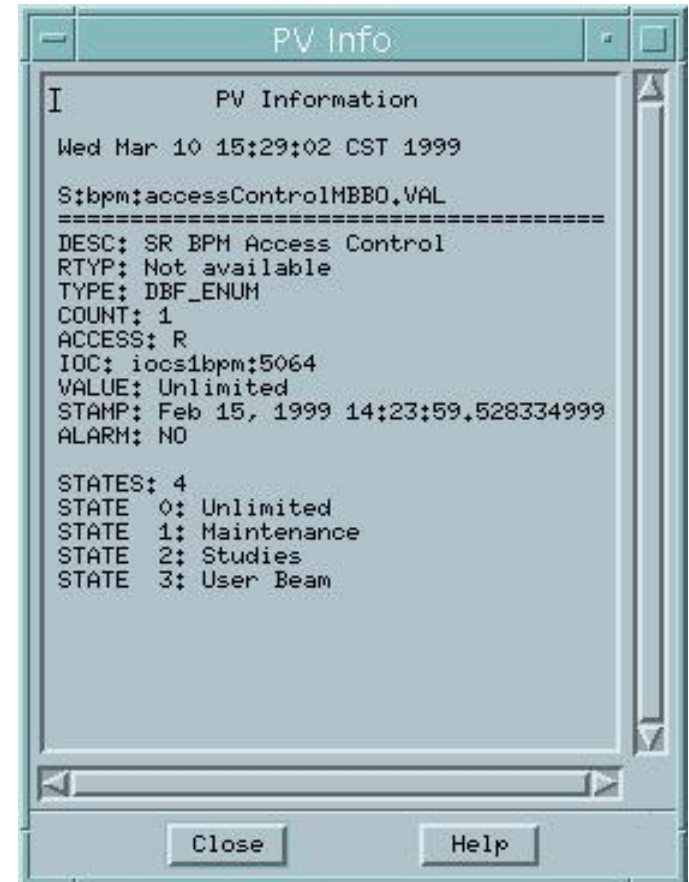 PV Info
PV Information
Wed Mar 10 15:29:02 CST 1999
S:bpm:accessControlMBBO.VAL
======================================
DESC: SR BPM Access Control
RTYP: Not available
TYPE: DBF_ENUM
COUNT: 1
ACCESS: R
IOC: iocs1bpm:5064
VALUE: Unlimited
STAMP: Feb 15, 1999 14:23:59.528334999
ALARM: NO
STATES: 4
STATE  0: Unlimited
STATE  1: Maintenance
STATE  2: Studies
STATE  3: User Beam
Close Help